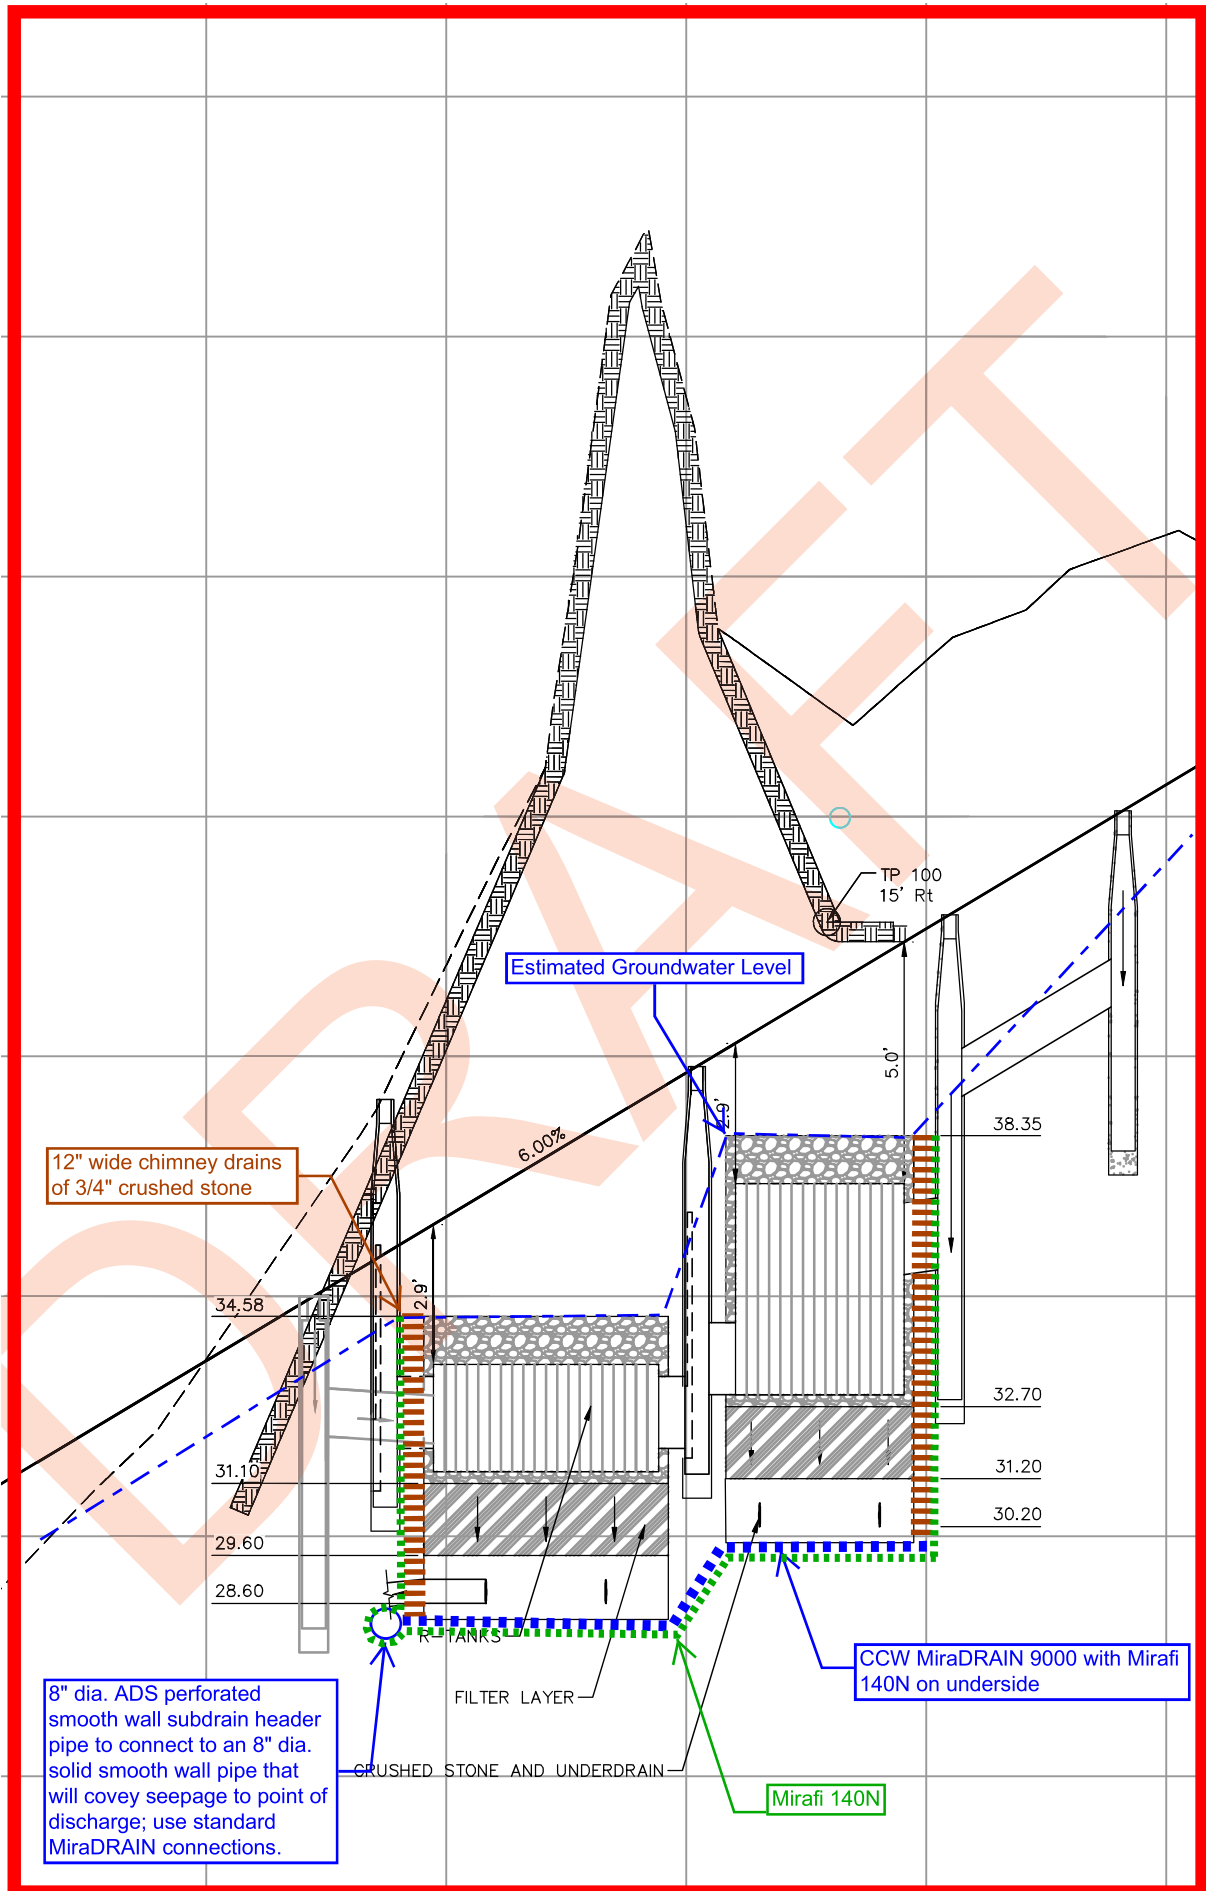 DRAFT
TP 100
15' Rt
Estimated Groundwater Level
5.0'
2.9'
38.35
6.00%
12" wide chimney drains
of 3/4" crushed stone
2.9'
34.58
32.70
31.10
31.20
30.20
29.60
28.60
R-TANKS
CCW MiraDRAIN 9000 with Mirafi
140N on underside
FILTER LAYER
8" dia. ADS perforated
smooth wall subdrain header
pipe to connect to an 8" dia.
solid smooth wall pipe that
will covey seepage to point of
discharge; use standard
MiraDRAIN connections.
CRUSHED STONE AND UNDERDRAIN
Mirafi 140N